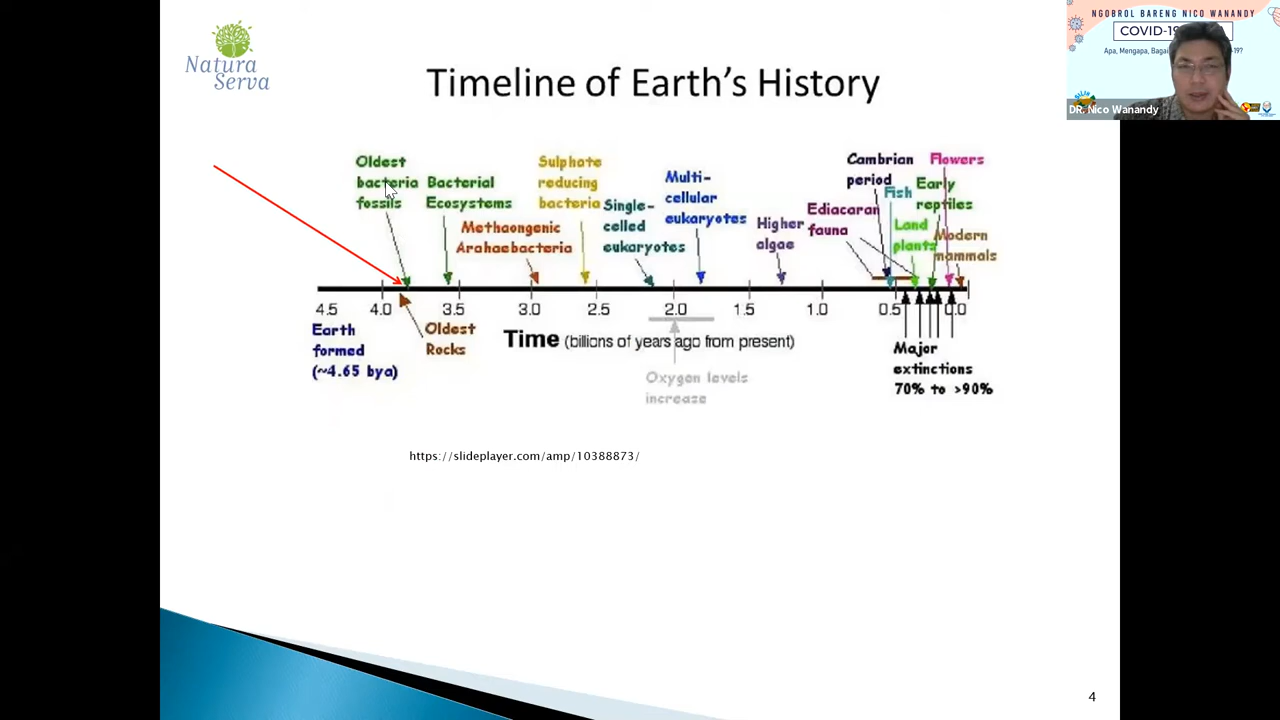 Natura
Serva
Timeline of Earth's History
NGOBROL BARENG NICO WANANDY
COVID-19
Apa, Mengapa,
DR. Nico Wanandy
Oldest
bacteria
fossils
Bacterial
Ecosystems
Methaongenic
Arahaebacteria
Sulphate
reducing
bacteria
Single-
celled
eukaryotes
Multi-
cellular
eukaryotes
Higher
algae
Ediacaran
fauna
Cambrian
period
Fish
Land
plants
Flowers
Early
reptiles
Modern
mammals
4.5 4.0 3.5 3.0 2.5 2.0 1.5 1.0 0.5 0.0
Earth
formed
(~4.65 bya)
Oldest
Rocks
Time (billions of years ago from present)
Oxygen levels
increase
Major
extinctions
70% to >90%
https://slideplayer.com/amp/10388873/
4